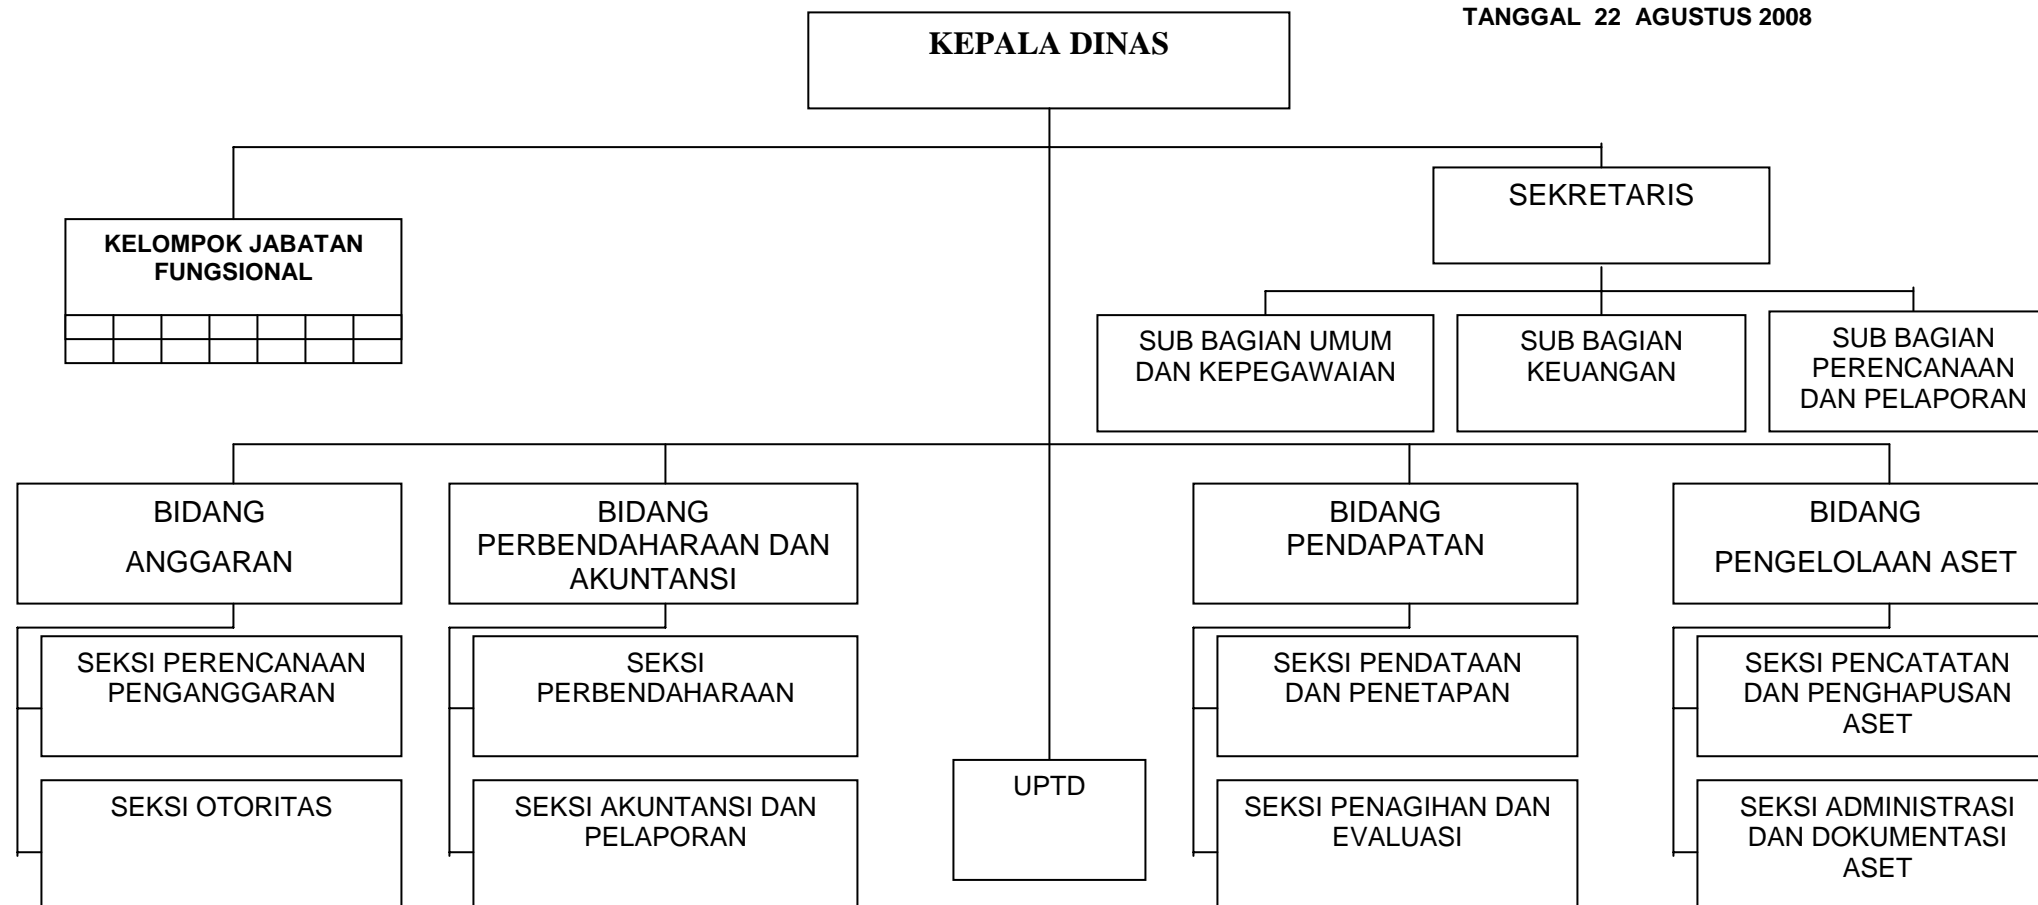 TANGGAL 22 AGUSTUS 2008
KEPALA DINAS
SEKRETARIS
KELOMPOK JABATAN
FUNGSIONAL
SUB BAGIAN UMUM
DAN KEPEGAWAIAN
SUB BAGIAN
KEUANGAN
SUB BAGIAN
PERENCANAAN
DAN PELAPORAN
BIDANG
ANGGARAN
BIDANG
PERBENDAHARAAN DAN
AKUNTANSI
BIDANG
PENDAPATAN
BIDANG
PENGELOLAAN ASET
SEKSI PERENCANAAN
PENGANGGARAN
SEKSI
PERBENDAHARAAN
SEKSI PENDATAAN
DAN PENETAPAN
SEKSI PENCATATAN
DAN PENGHAPUSAN
ASET
UPTD
SEKSI OTORITAS
SEKSI AKUNTANSI DAN
PELAPORAN
SEKSI PENAGIHAN DAN
EVALUASI
SEKSI ADMINISTRASI
DAN DOKUMENTASI
ASET